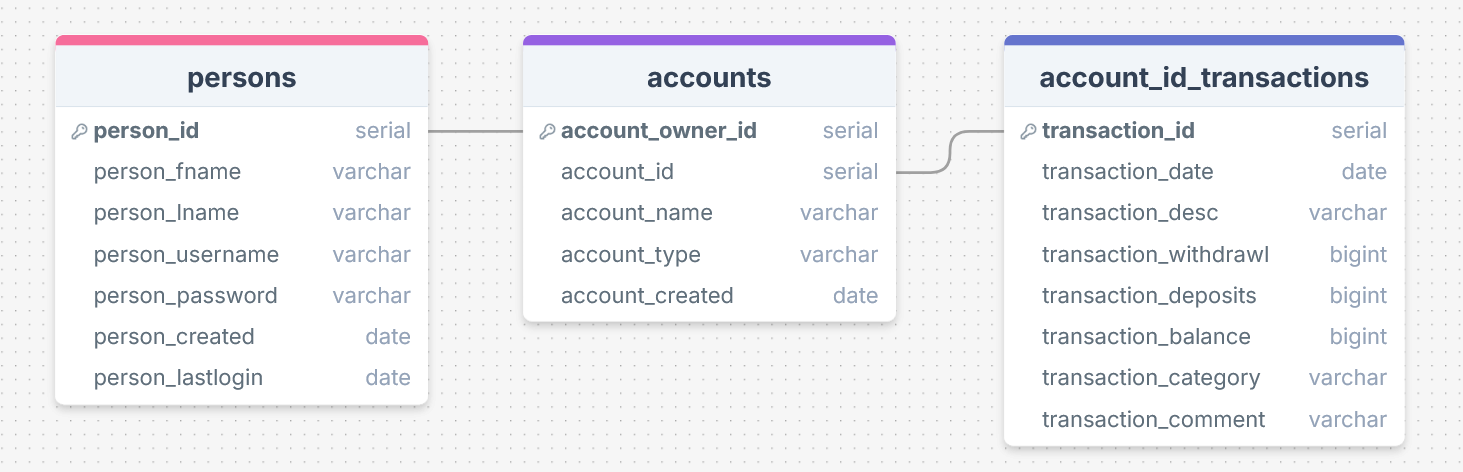 persons
person_id serial
person_fname varchar
person_lname varchar
person_username varchar
person_password varchar
person_created date
person_lastlogin date
accounts
account_owner_id serial
account_id serial
account_name varchar
account_type varchar
account_created date
account_id_transactions
transaction_id serial
transaction_date date
transaction_desc varchar
transaction_withdrawl bigint
transaction_deposits bigint
transaction_balance bigint
transaction_category varchar
transaction_comment varchar